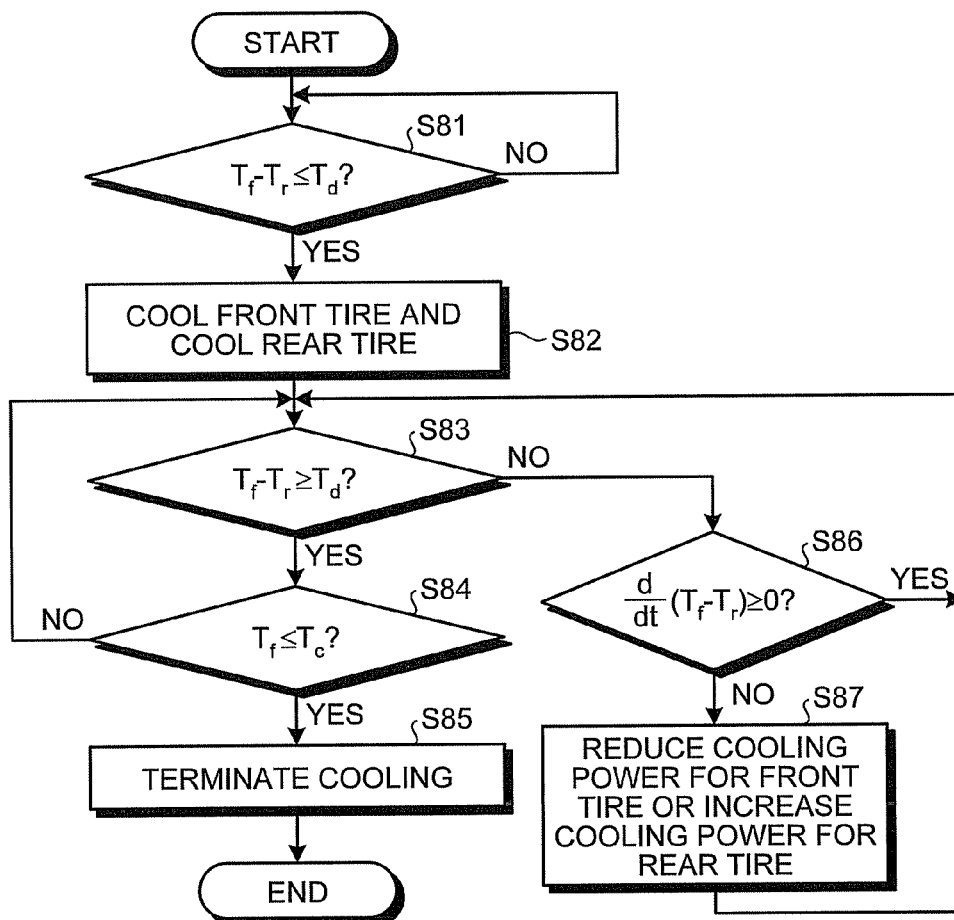 START
S81
T_f-T_r≤T_d?
NO
YES
COOL FRONT TIRE AND
COOL REAR TIRE
S82
S83
T_f-T_r≥T_d?
NO
YES
S84
T_f≤T_c?
NO
YES
S85
TERMINATE COOLING
END
S86
d/dt (T_f-T_r)≥0?
YES
NO
S87
REDUCE COOLING
POWER FOR FRONT
TIRE OR INCREASE
COOLING POWER FOR
REAR TIRE